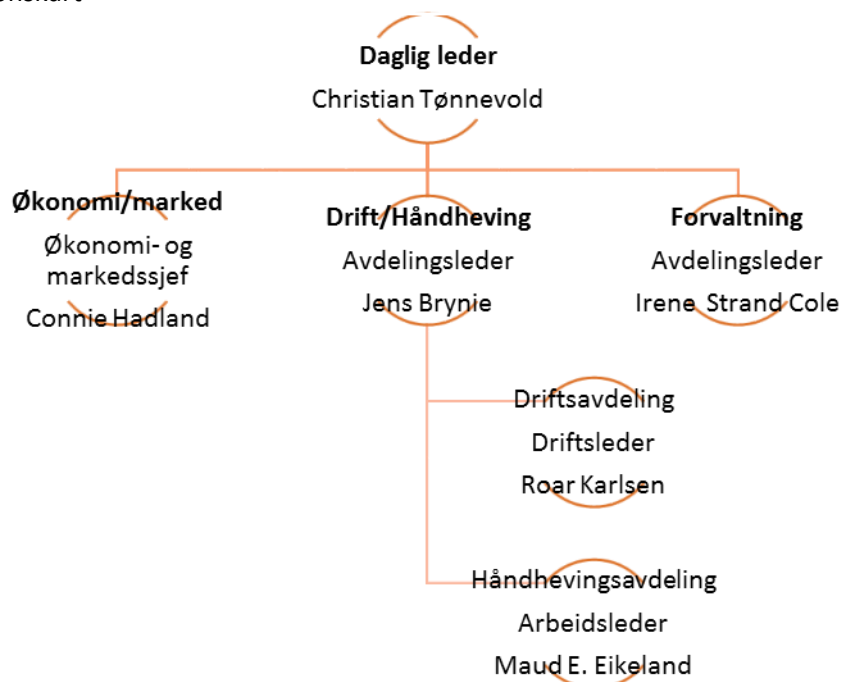 Daglig leder
Christian Tønnevold
Økonomi/marked
Økonomi- og
markedssjef
Connie Hadland
Drift/Håndheving
Avdelingsleder
Jens Brynie
Forvaltning
Avdelingsleder
Irene Strand Cole
Driftsavdeling
Driftsleder
Roar Karlsen
Håndhevingsavdeling
Arbeidsleder
Maud E. Eikeland